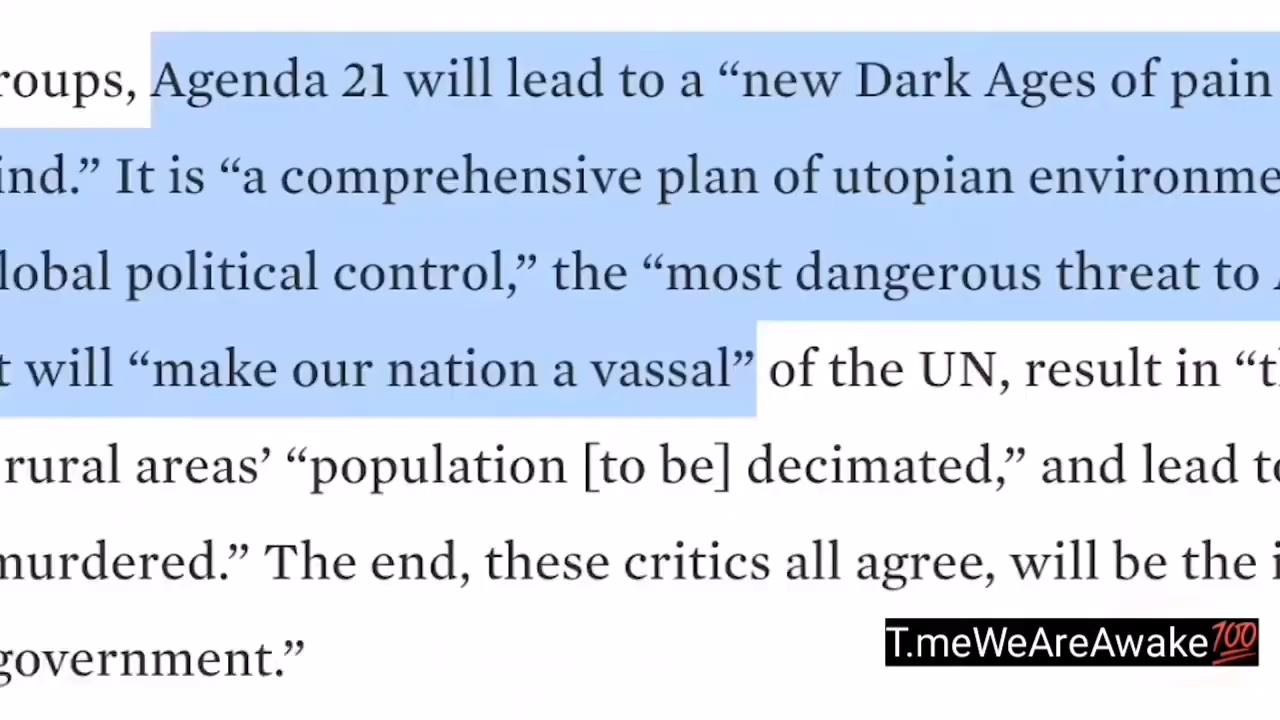 roups, Agenda 21 will lead to a “new Dark Ages of pain
ind.” It is “a comprehensive plan of utopian environme
lobal political control,” the “most dangerous threat to
t will “make our nation a vassal” of the UN, result in “t
rural areas’ “population [to be] decimated,” and lead to
murdered.” The end, these critics all agree, will be the i
government.”
T.meWeAreAwake💯